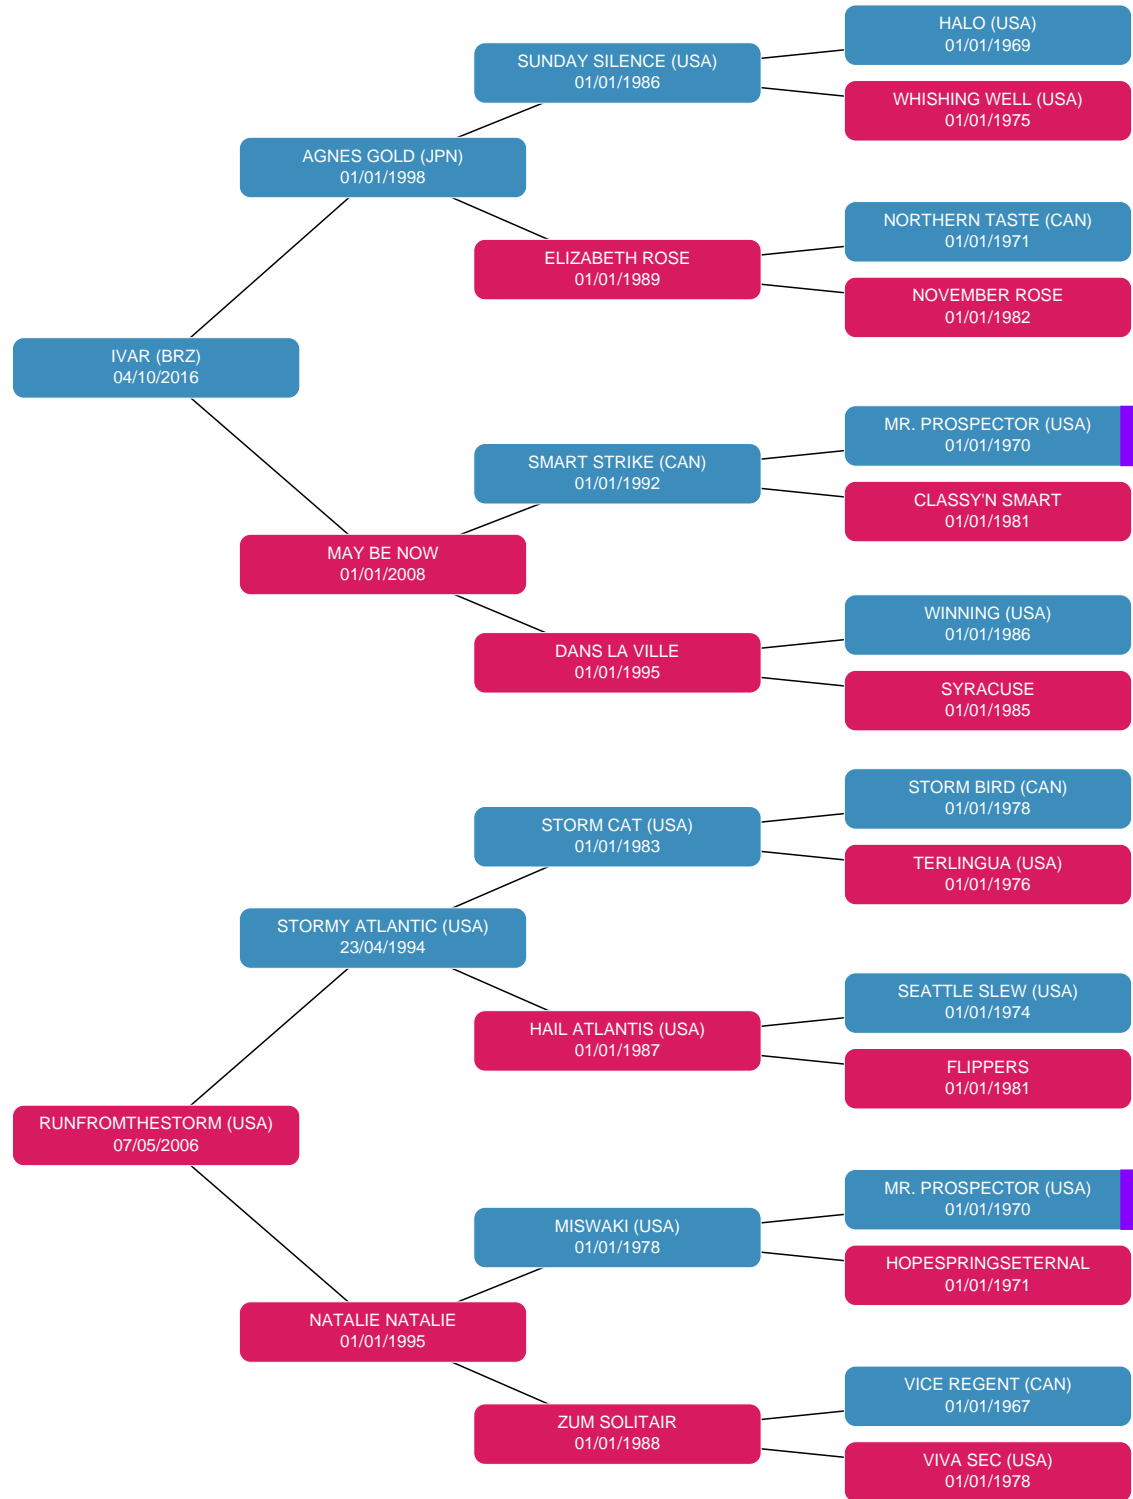 HALO (USA)
01/01/1969
SUNDAY SILENCE (USA)
01/01/1986
WHISHING WELL (USA)
01/01/1975
AGNES GOLD (JPN)
01/01/1998
NORTHERN TASTE (CAN)
01/01/1971
ELIZABETH ROSE
01/01/1989
NOVEMBER ROSE
01/01/1982
IVAR (BRZ)
04/10/2016
MR. PROSPECTOR (USA)
01/01/1970
SMART STRIKE (CAN)
01/01/1992
CLASSY'N SMART
01/01/1981
MAY BE NOW
01/01/2008
WINNING (USA)
01/01/1986
DANS LA VILLE
01/01/1995
SYRACUSE
01/01/1985
STORM BIRD (CAN)
01/01/1978
STORM CAT (USA)
01/01/1983
TERLINGUA (USA)
01/01/1976
STORMY ATLANTIC (USA)
23/04/1994
SEATTLE SLEW (USA)
01/01/1974
HAIL ATLANTIS (USA)
01/01/1987
FLIPPERS
01/01/1981
RUNFROMTHESTORM (USA)
07/05/2006
MR. PROSPECTOR (USA)
01/01/1970
MISWAKI (USA)
01/01/1978
HOPESPRINGSETERNAL
01/01/1971
NATALIE NATALIE
01/01/1995
VICE REGENT (CAN)
01/01/1967
ZUM SOLITAIR
01/01/1988
VIVA SEC (USA)
01/01/1978